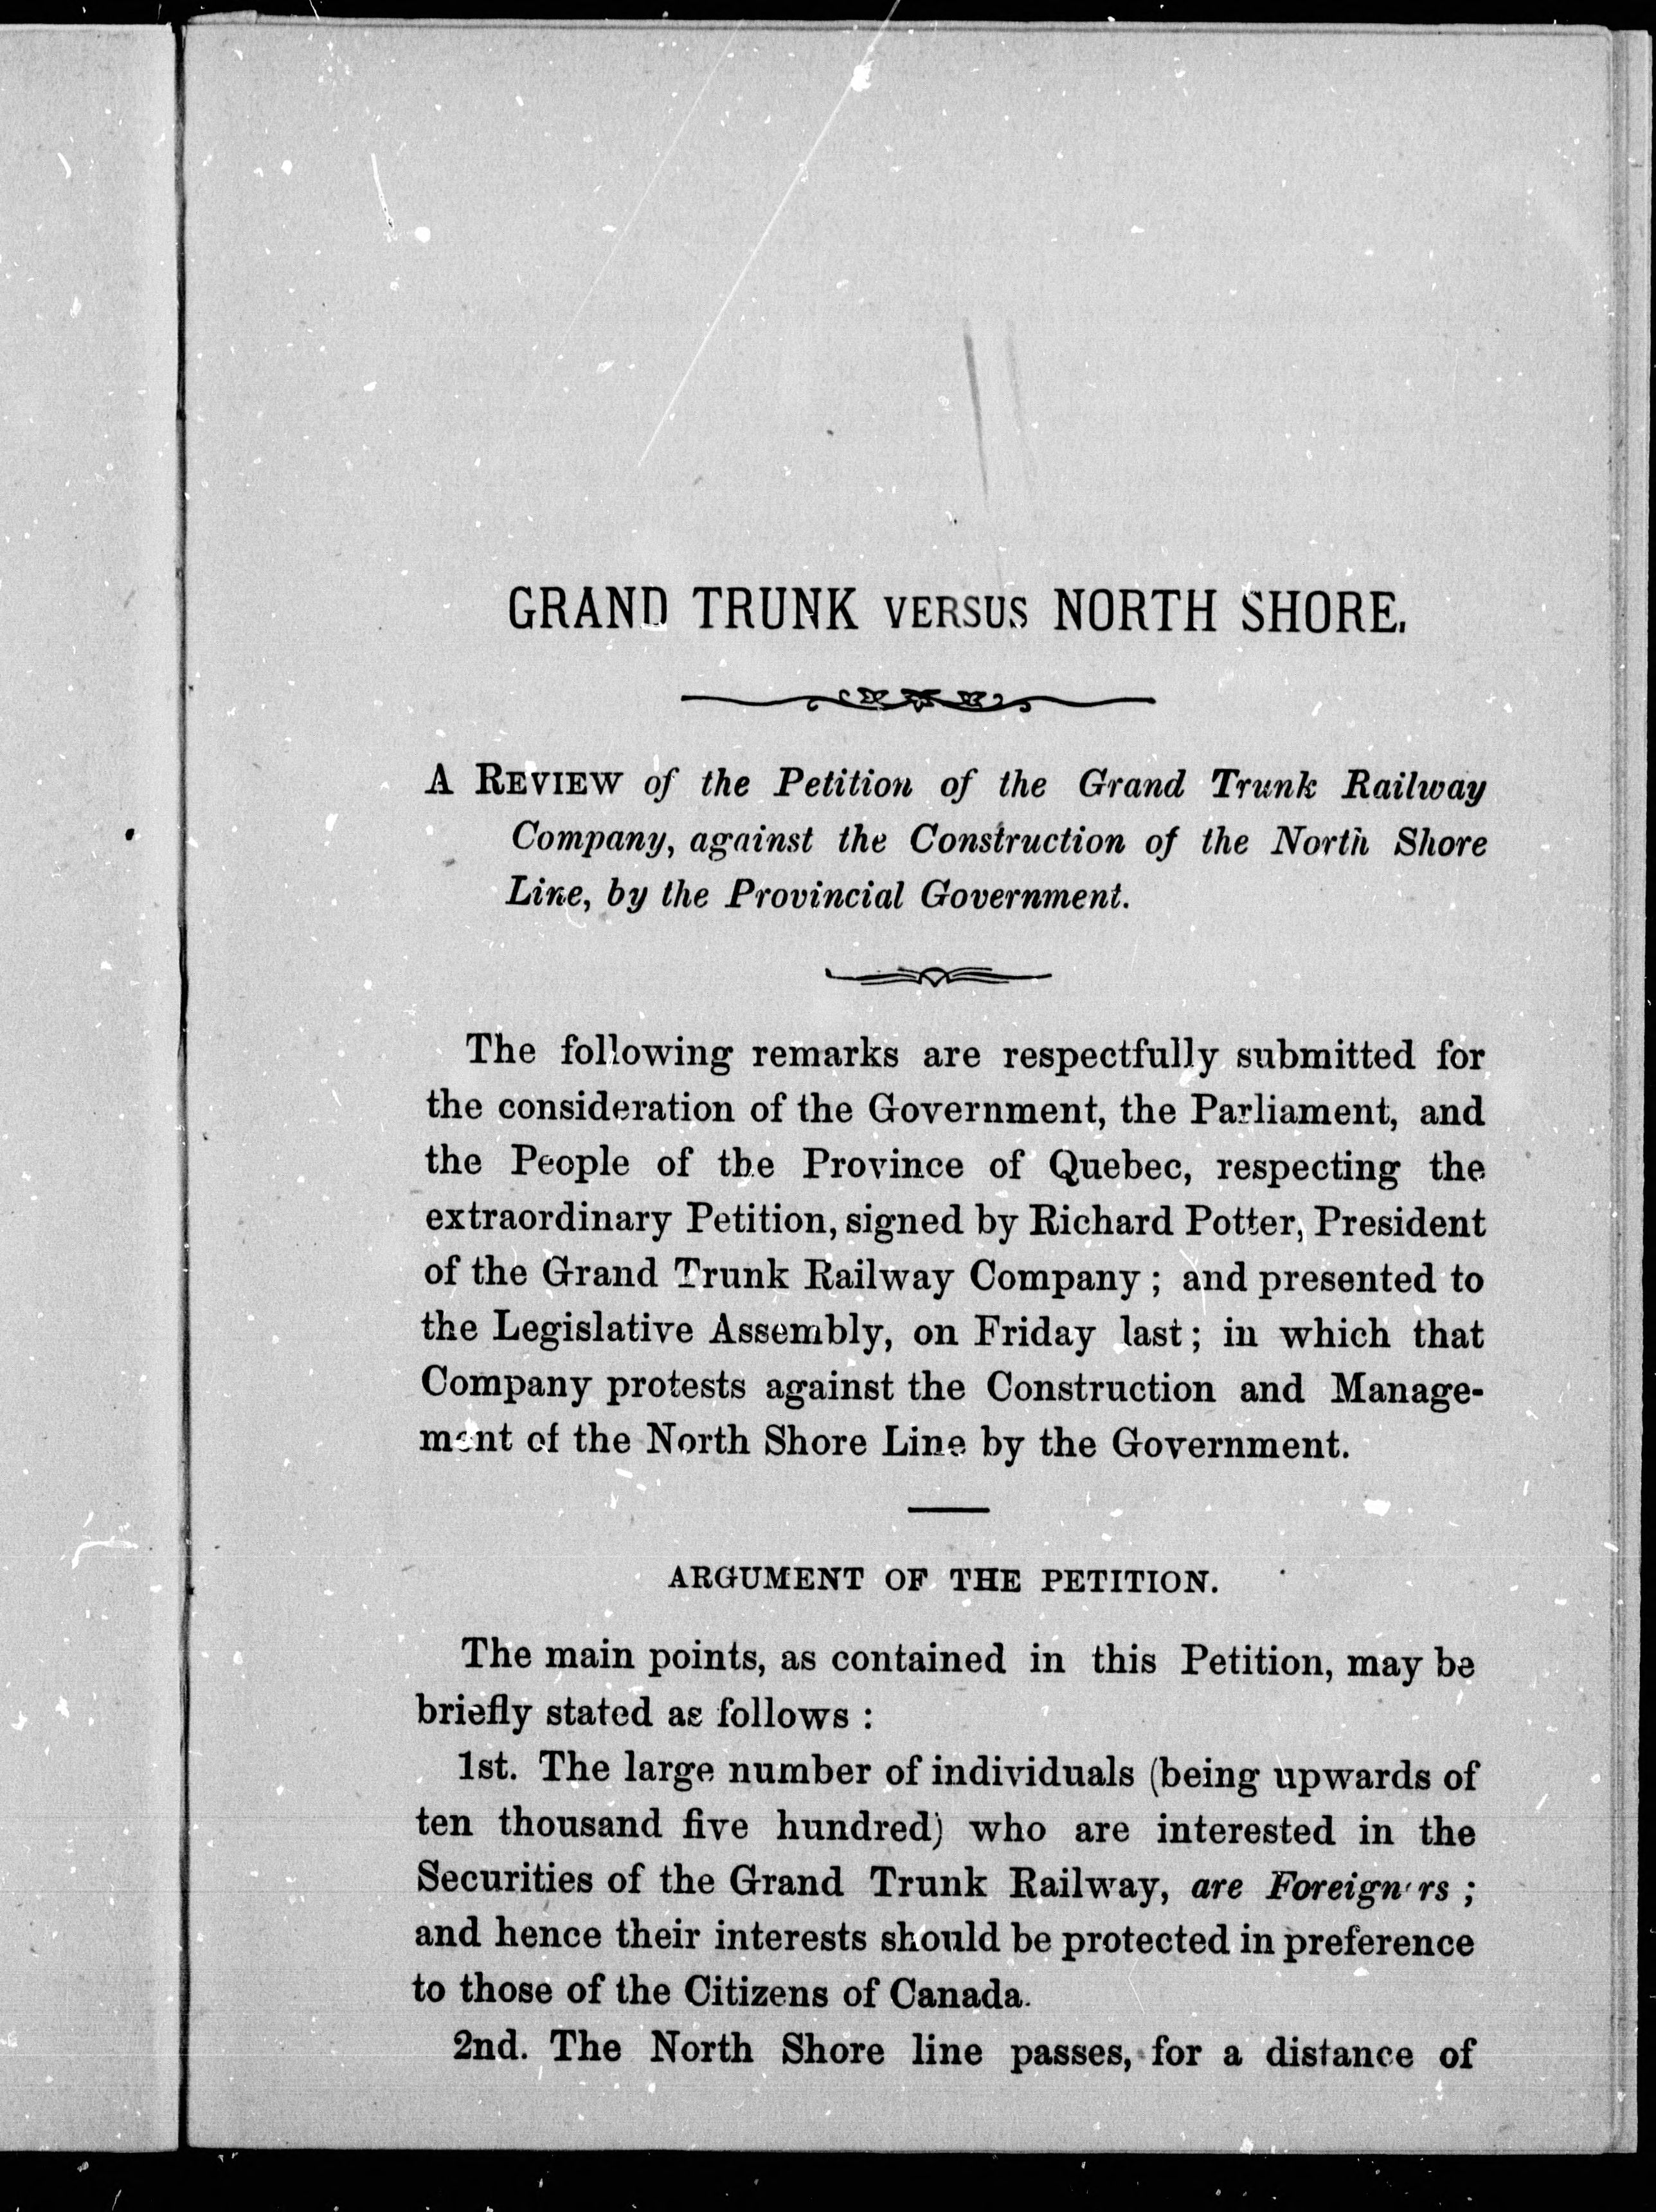 GRAND TRUNK VERSUS NORTH SHORE.
A REVIEW of the Petition of the Grand Trunk Railway
Company, against the Construction of the North Shore
Line, by the Provincial Government.
The following remarks are respectfully submitted for
the consideration of the Government, the Parliament, and
the People of the Province of Quebec, respecting the
extraordinary Petition, signed by Richard Potter, President
of the Grand Trunk Railway Company ; and presented to
the Legislative Assembly, on Friday last ; in which that
Company protests against the Construction and Manage-
ment of the North Shore Line by the Government.
ARGUMENT OF THE PETITION.
The main points, as contained in this Petition, may be
briefly stated as follows :
1st. The large number of individuals (being upwards of
ten thousand five hundred) who are interested in the
Securities of the Grand Trunk Railway, are Foreigners ;
and hence their interests should be protected in preference
to those of the Citizens of Canada.
2nd. The North Shore line passes, for a distance of